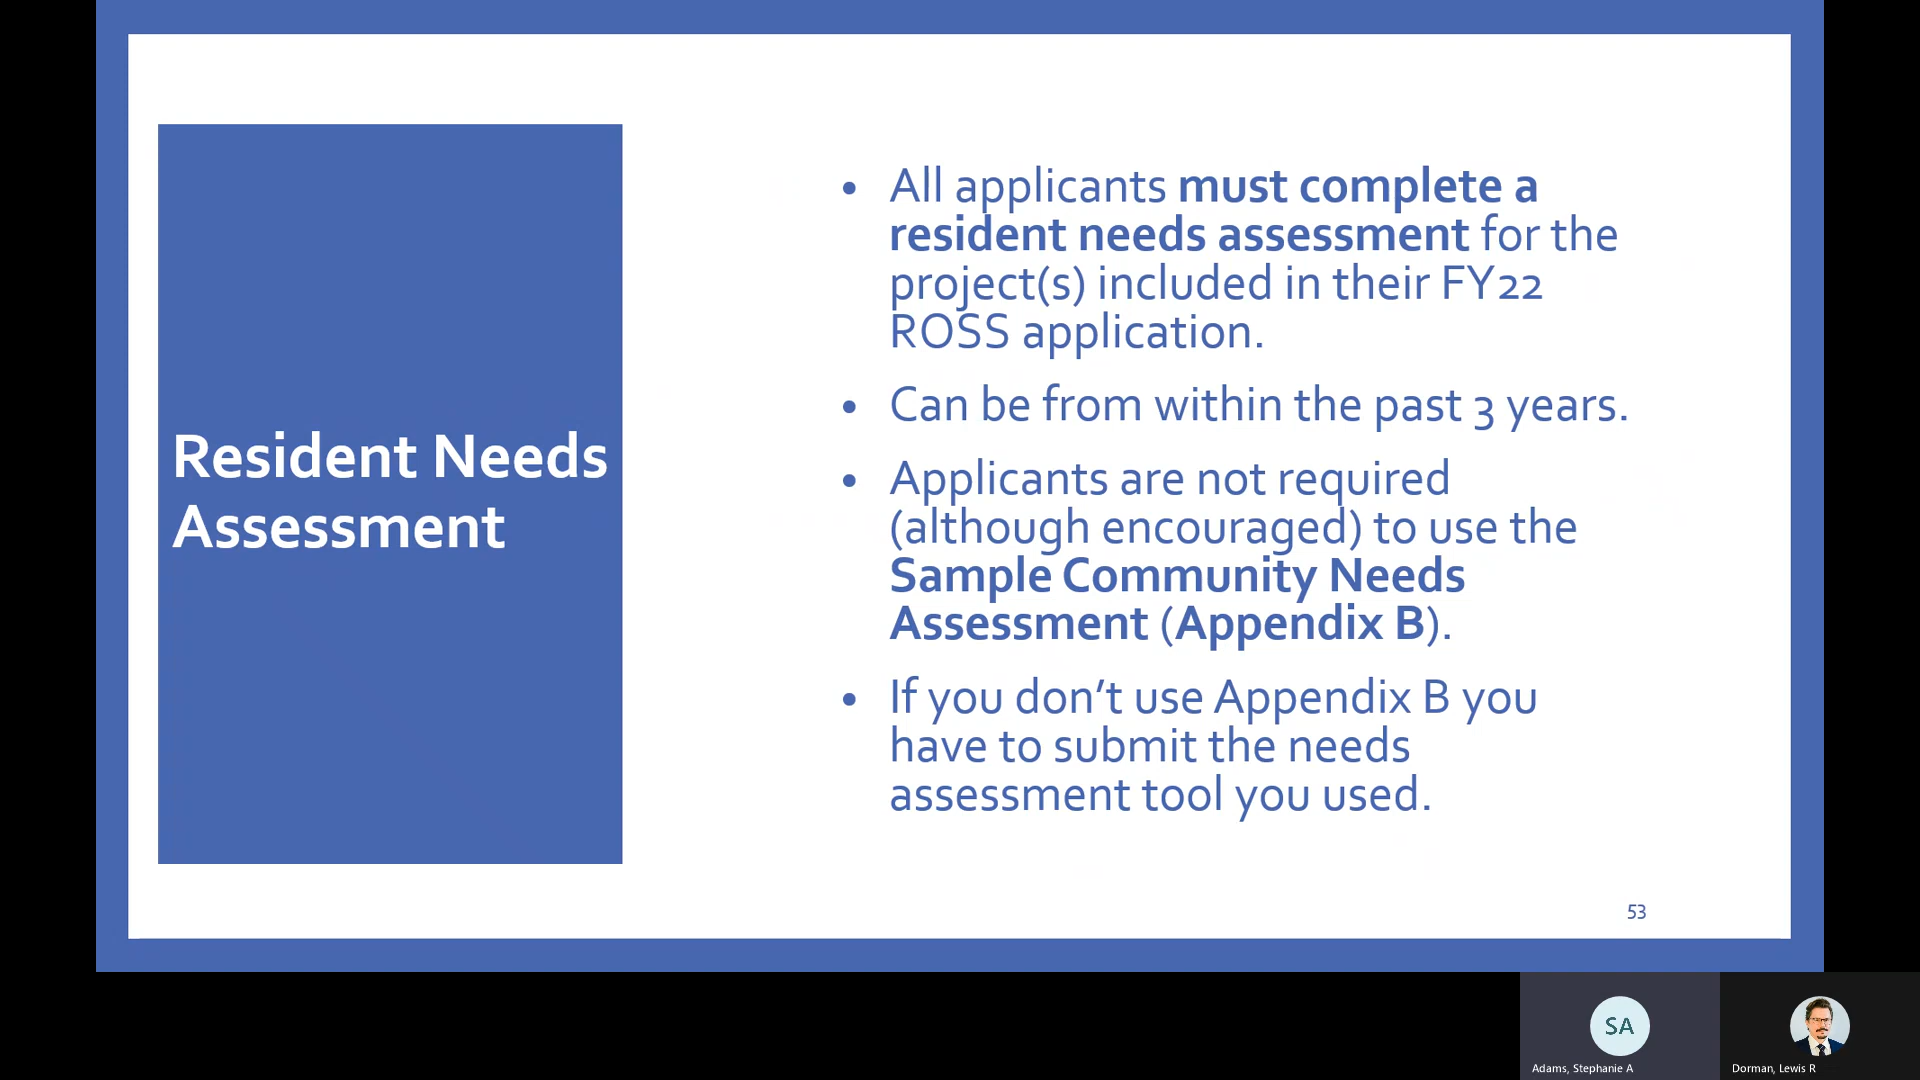 Resident Needs
Assessment
• All applicants must complete a
resident needs assessment for the
project(s) included in their FY22
ROSS application.
• Can be from within the past 3 years.
• Applicants are not required
(although encouraged) to use the
Sample Community Needs
Assessment (Appendix B).
• If you don’t use Appendix B you
have to submit the needs
assessment tool you used.
53
SA
Adams, Stephanie A
Dorman, Lewis R